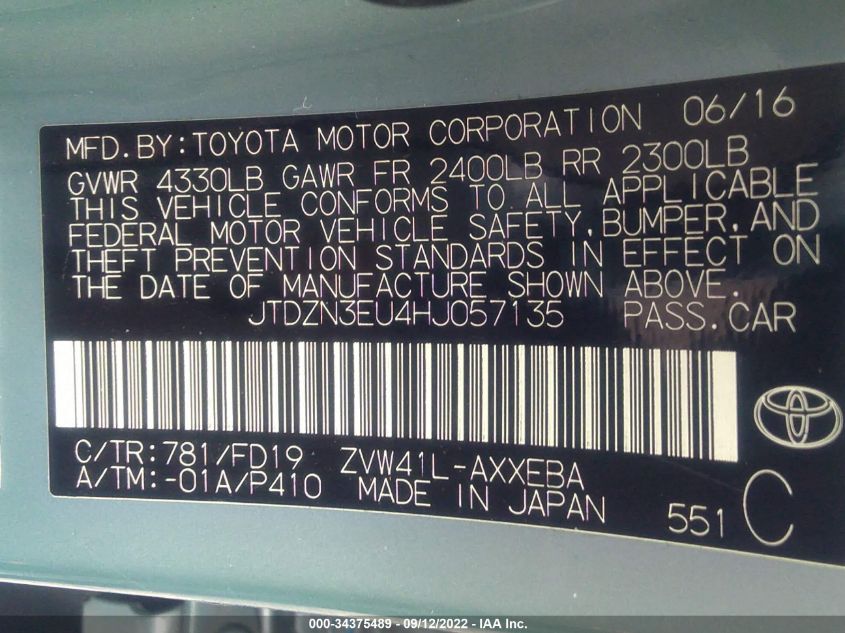 MFD.BY:TOYOTA MOTOR CORPORATION 06/16
GVWR 4330LB GAWR FR 2400LB RR 2300LB
THIS VEHICLE CONFORMS TO ALL APPLICABLE
FEDERAL MOTOR VEHICLE SAFETY,BUMPER,AND
THEFT PREVENTION STANDARDS IN EFFECT ON
THE DATE OF MANUFACTURE SHOWN ABOVE.
JTDZN3EU4HJ057135 PASS.CAR
C/TR:781/FD19 ZVW41L-AXXEBA
A/TM:-01A/P410 MADE IN JAPAN
551 C
000-34375489 - 09/12/2022 - IAA Inc.